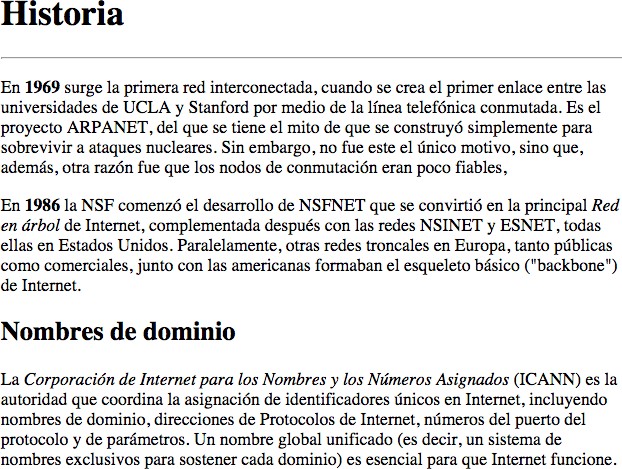 Historia
En 1969 surge la primera red interconectada, cuando se crea el primer enlace entre las
universidades de UCLA y Stanford por medio de la línea telefónica conmutada. Es el
proyecto ARPANET, del que se tiene el mito de que se construyó simplemente para
sobrevivir a ataques nucleares. Sin embargo, no fue este el único motivo, sino que,
además, otra razón fue que los nodos de conmutación eran poco fiables,
En 1986 la NSF comenzó el desarrollo de NSFNET que se convirtió en la principal Red
en árbol de Internet, complementada después con las redes NSINET y ESNET, todas
ellas en Estados Unidos. Paralelamente, otras redes troncales en Europa, tanto públicas
como comerciales, junto con las americanas formaban el esqueleto básico ("backbone")
de Internet.
Nombres de dominio
La Corporación de Internet para los Nombres y los Números Asignados (ICANN) es la
autoridad que coordina la asignación de identificadores únicos en Internet, incluyendo
nombres de dominio, direcciones de Protocolos de Internet, números del puerto del
protocolo y de parámetros. Un nombre global unificado (es decir, un sistema de
nombres exclusivos para sostener cada dominio) es esencial para que Internet funcione.